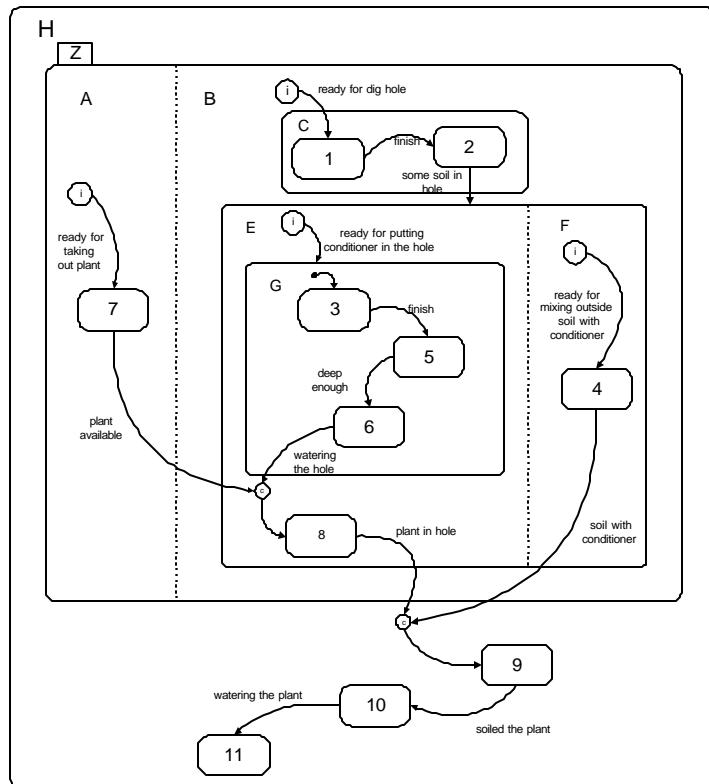 H
Z
A
B
i
ready for dig hole
C
1
finish
2
some soil in
hole
i
ready for
taking
out plant
7
plant
available
E
i
ready for putting
conditioner in the hole
G
3
finish
5
deep
enough
6
watering
the hole
c
8
plant in hole
F
i
ready for
mixing outside
soil with
conditioner
4
soil with
conditioner
c
9
soiled the plant
10
watering the plant
11